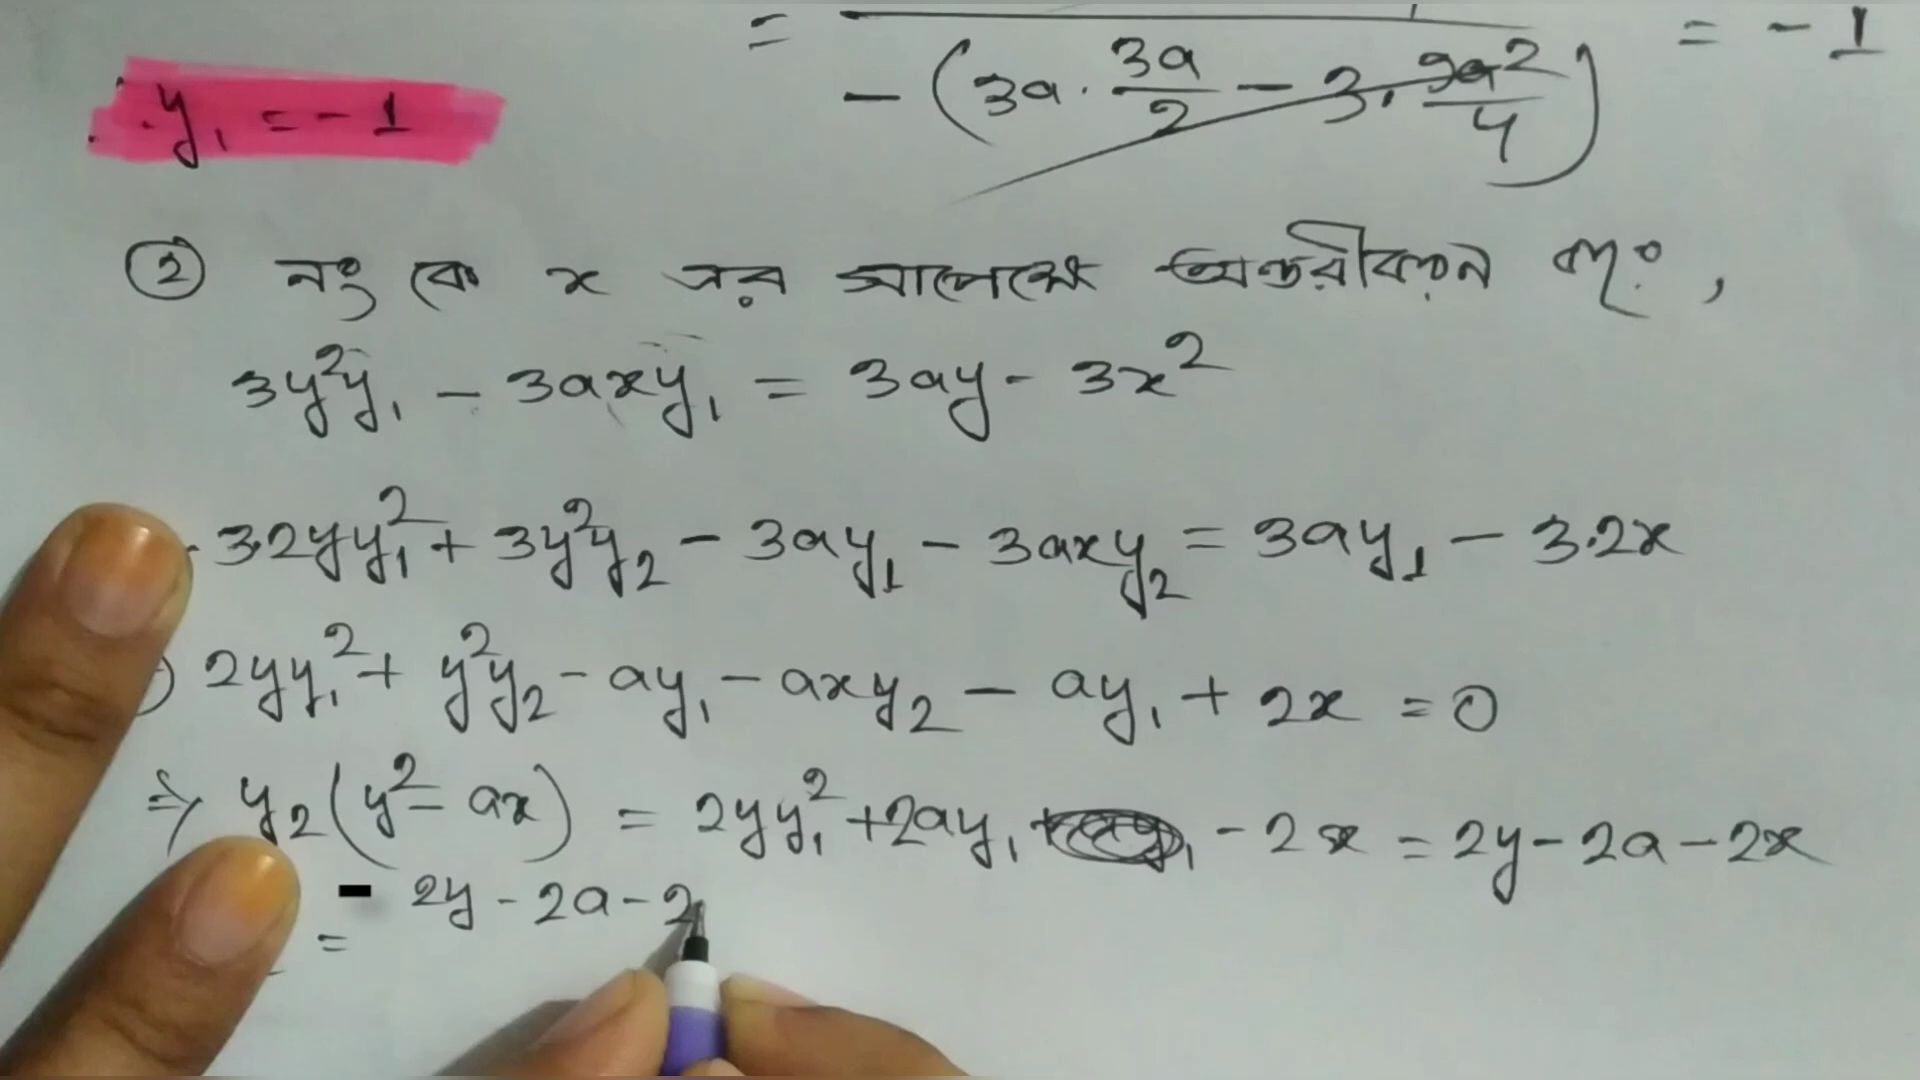 = / -(3a·3a/2 - 3·9a²/4) = -1
∴ y₁ = -1
② নং কে x এর সাপেক্ষে অন্তরীকরন করে,
3y²y₁ - 3axy₁ = 3ay - 3x²
3·2yy₁² + 3y²y₂ - 3ay₁ - 3axy₂ = 3ay₁ - 3·2x
2yy₁² + y²y₂ - ay₁ - axy₂ - ay₁ + 2x = 0
⇒ y₂(y² - ax) = 2yy₁² + 2ay₁ - 2x = 2y - 2a - 2x
= - 2y - 2a - 2